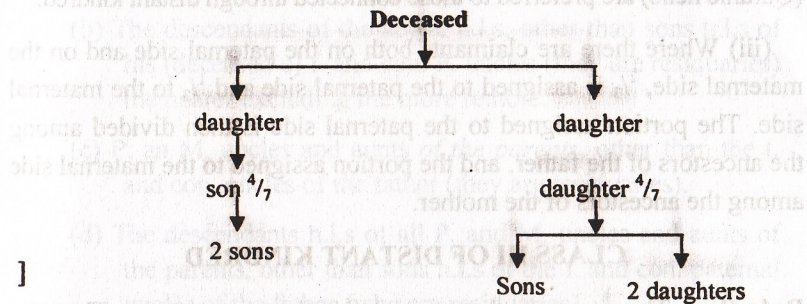 Deceased
daughter daughter
son 4/7 daughter 4/7
2 sons
] Sons 2 daughters